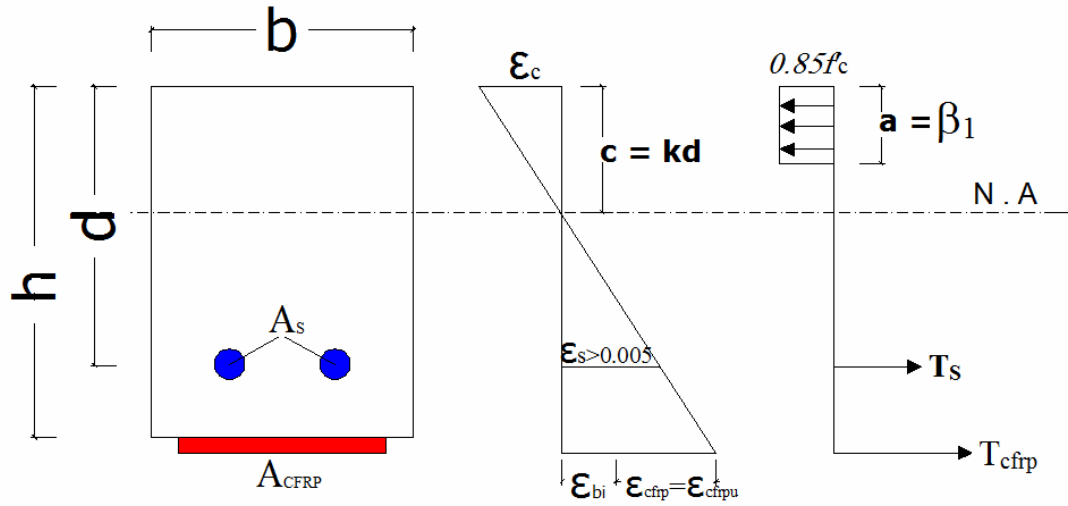 b
h
d
As
ACFRP
εc
c = kd
εs>0.005
εbi
εcfrp=εcfrpu
0.85f'c
a = β1
N . A
Ts
Tcfrp